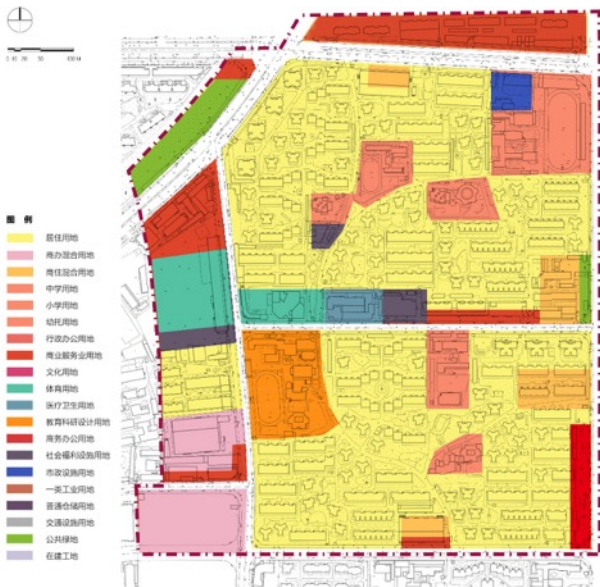 图 例
居住用地
商办混合用地
商住混合用地
中学用地
小学用地
幼托用地
行政办公用地
商业服务业用地
文化用地
体育用地
医疗卫生用地
教育科研设计用地
商务办公用地
社会福利设施用地
市政设施用地
一类工业用地
普通仓储用地
交通设施用地
公共绿地
在建工地